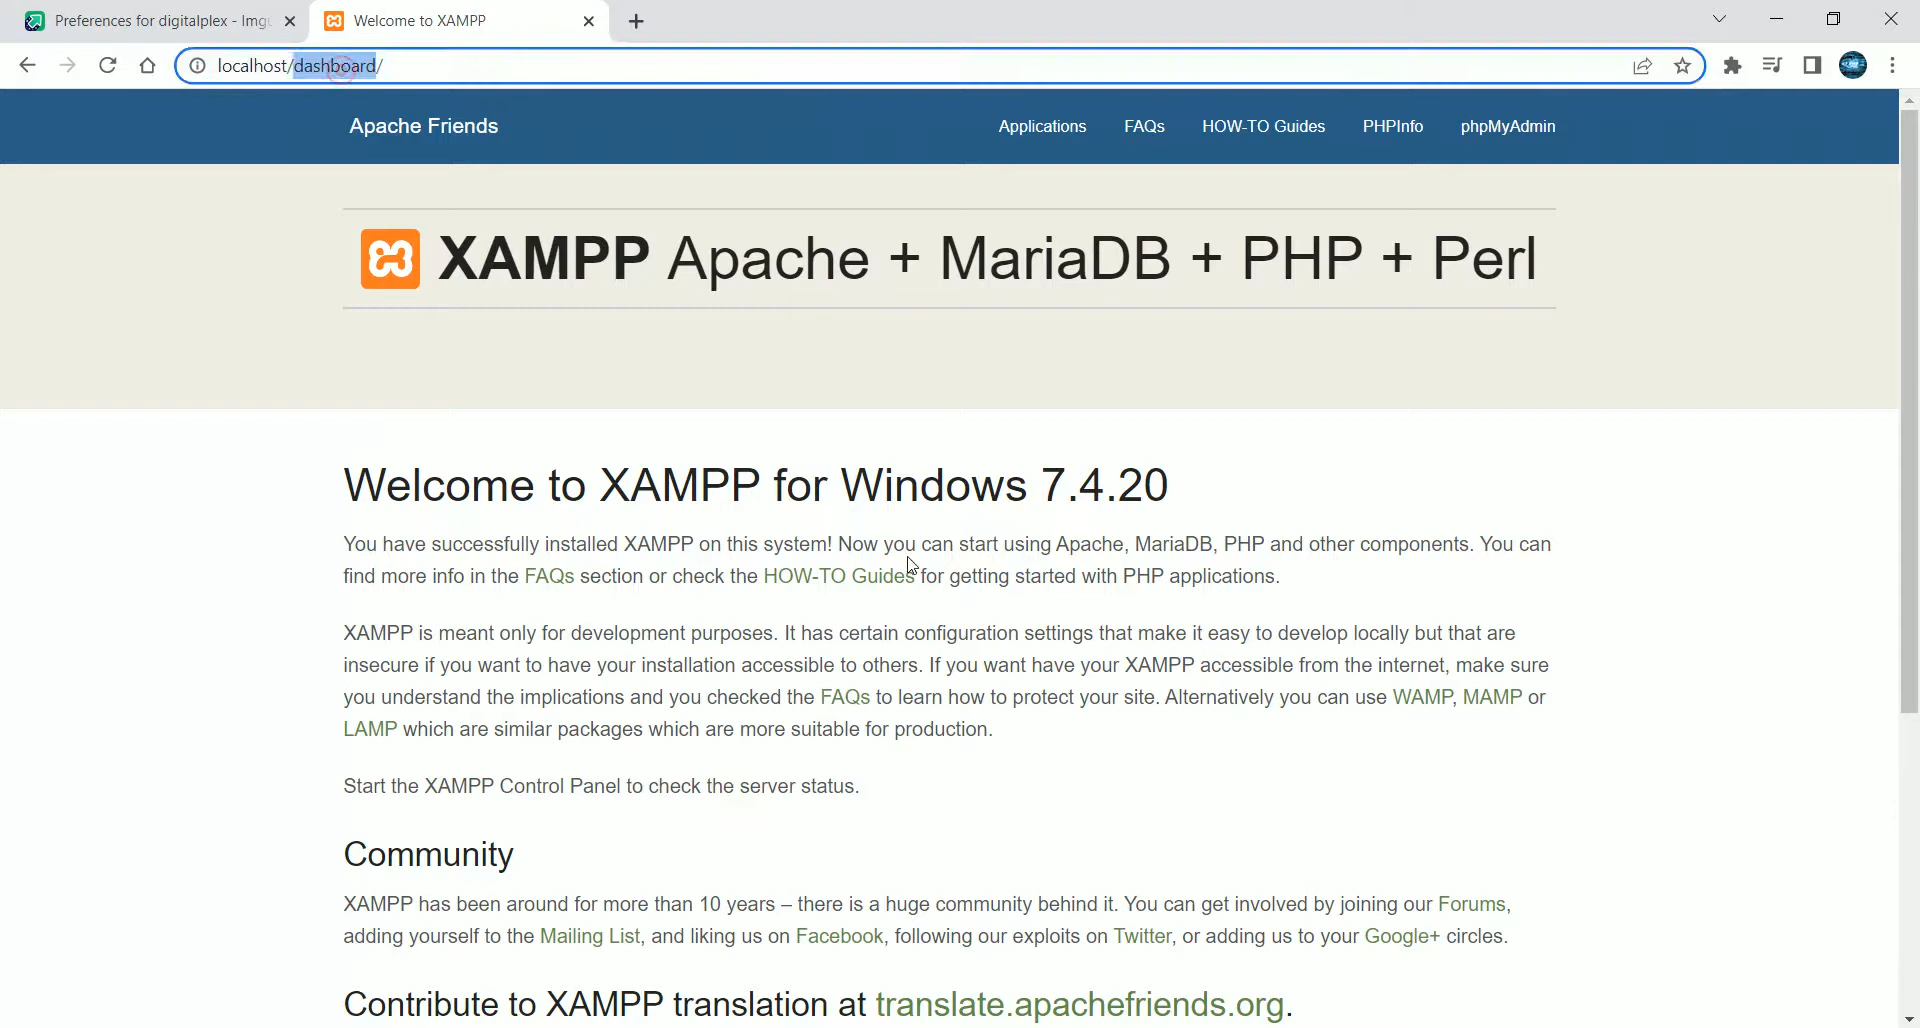 Preferences for digitalplex - Imgu
Welcome to XAMPP
localhost/dashboard/
Apache Friends
Applications
FAQs
HOW-TO Guides
PHPInfo
phpMyAdmin
XAMPP Apache + MariaDB + PHP + Perl
Welcome to XAMPP for Windows 7.4.20
You have successfully installed XAMPP on this system! Now you can start using Apache, MariaDB, PHP and other components. You can
find more info in the FAQs section or check the HOW-TO Guides for getting started with PHP applications.
XAMPP is meant only for development purposes. It has certain configuration settings that make it easy to develop locally but that are
insecure if you want to have your installation accessible to others. If you want have your XAMPP accessible from the internet, make sure
you understand the implications and you checked the FAQs to learn how to protect your site. Alternatively you can use WAMP, MAMP or
LAMP which are similar packages which are more suitable for production.
Start the XAMPP Control Panel to check the server status.
Community
XAMPP has been around for more than 10 years – there is a huge community behind it. You can get involved by joining our Forums,
adding yourself to the Mailing List, and liking us on Facebook, following our exploits on Twitter, or adding us to your Google+ circles.
Contribute to XAMPP translation at translate.apachefriends.org.